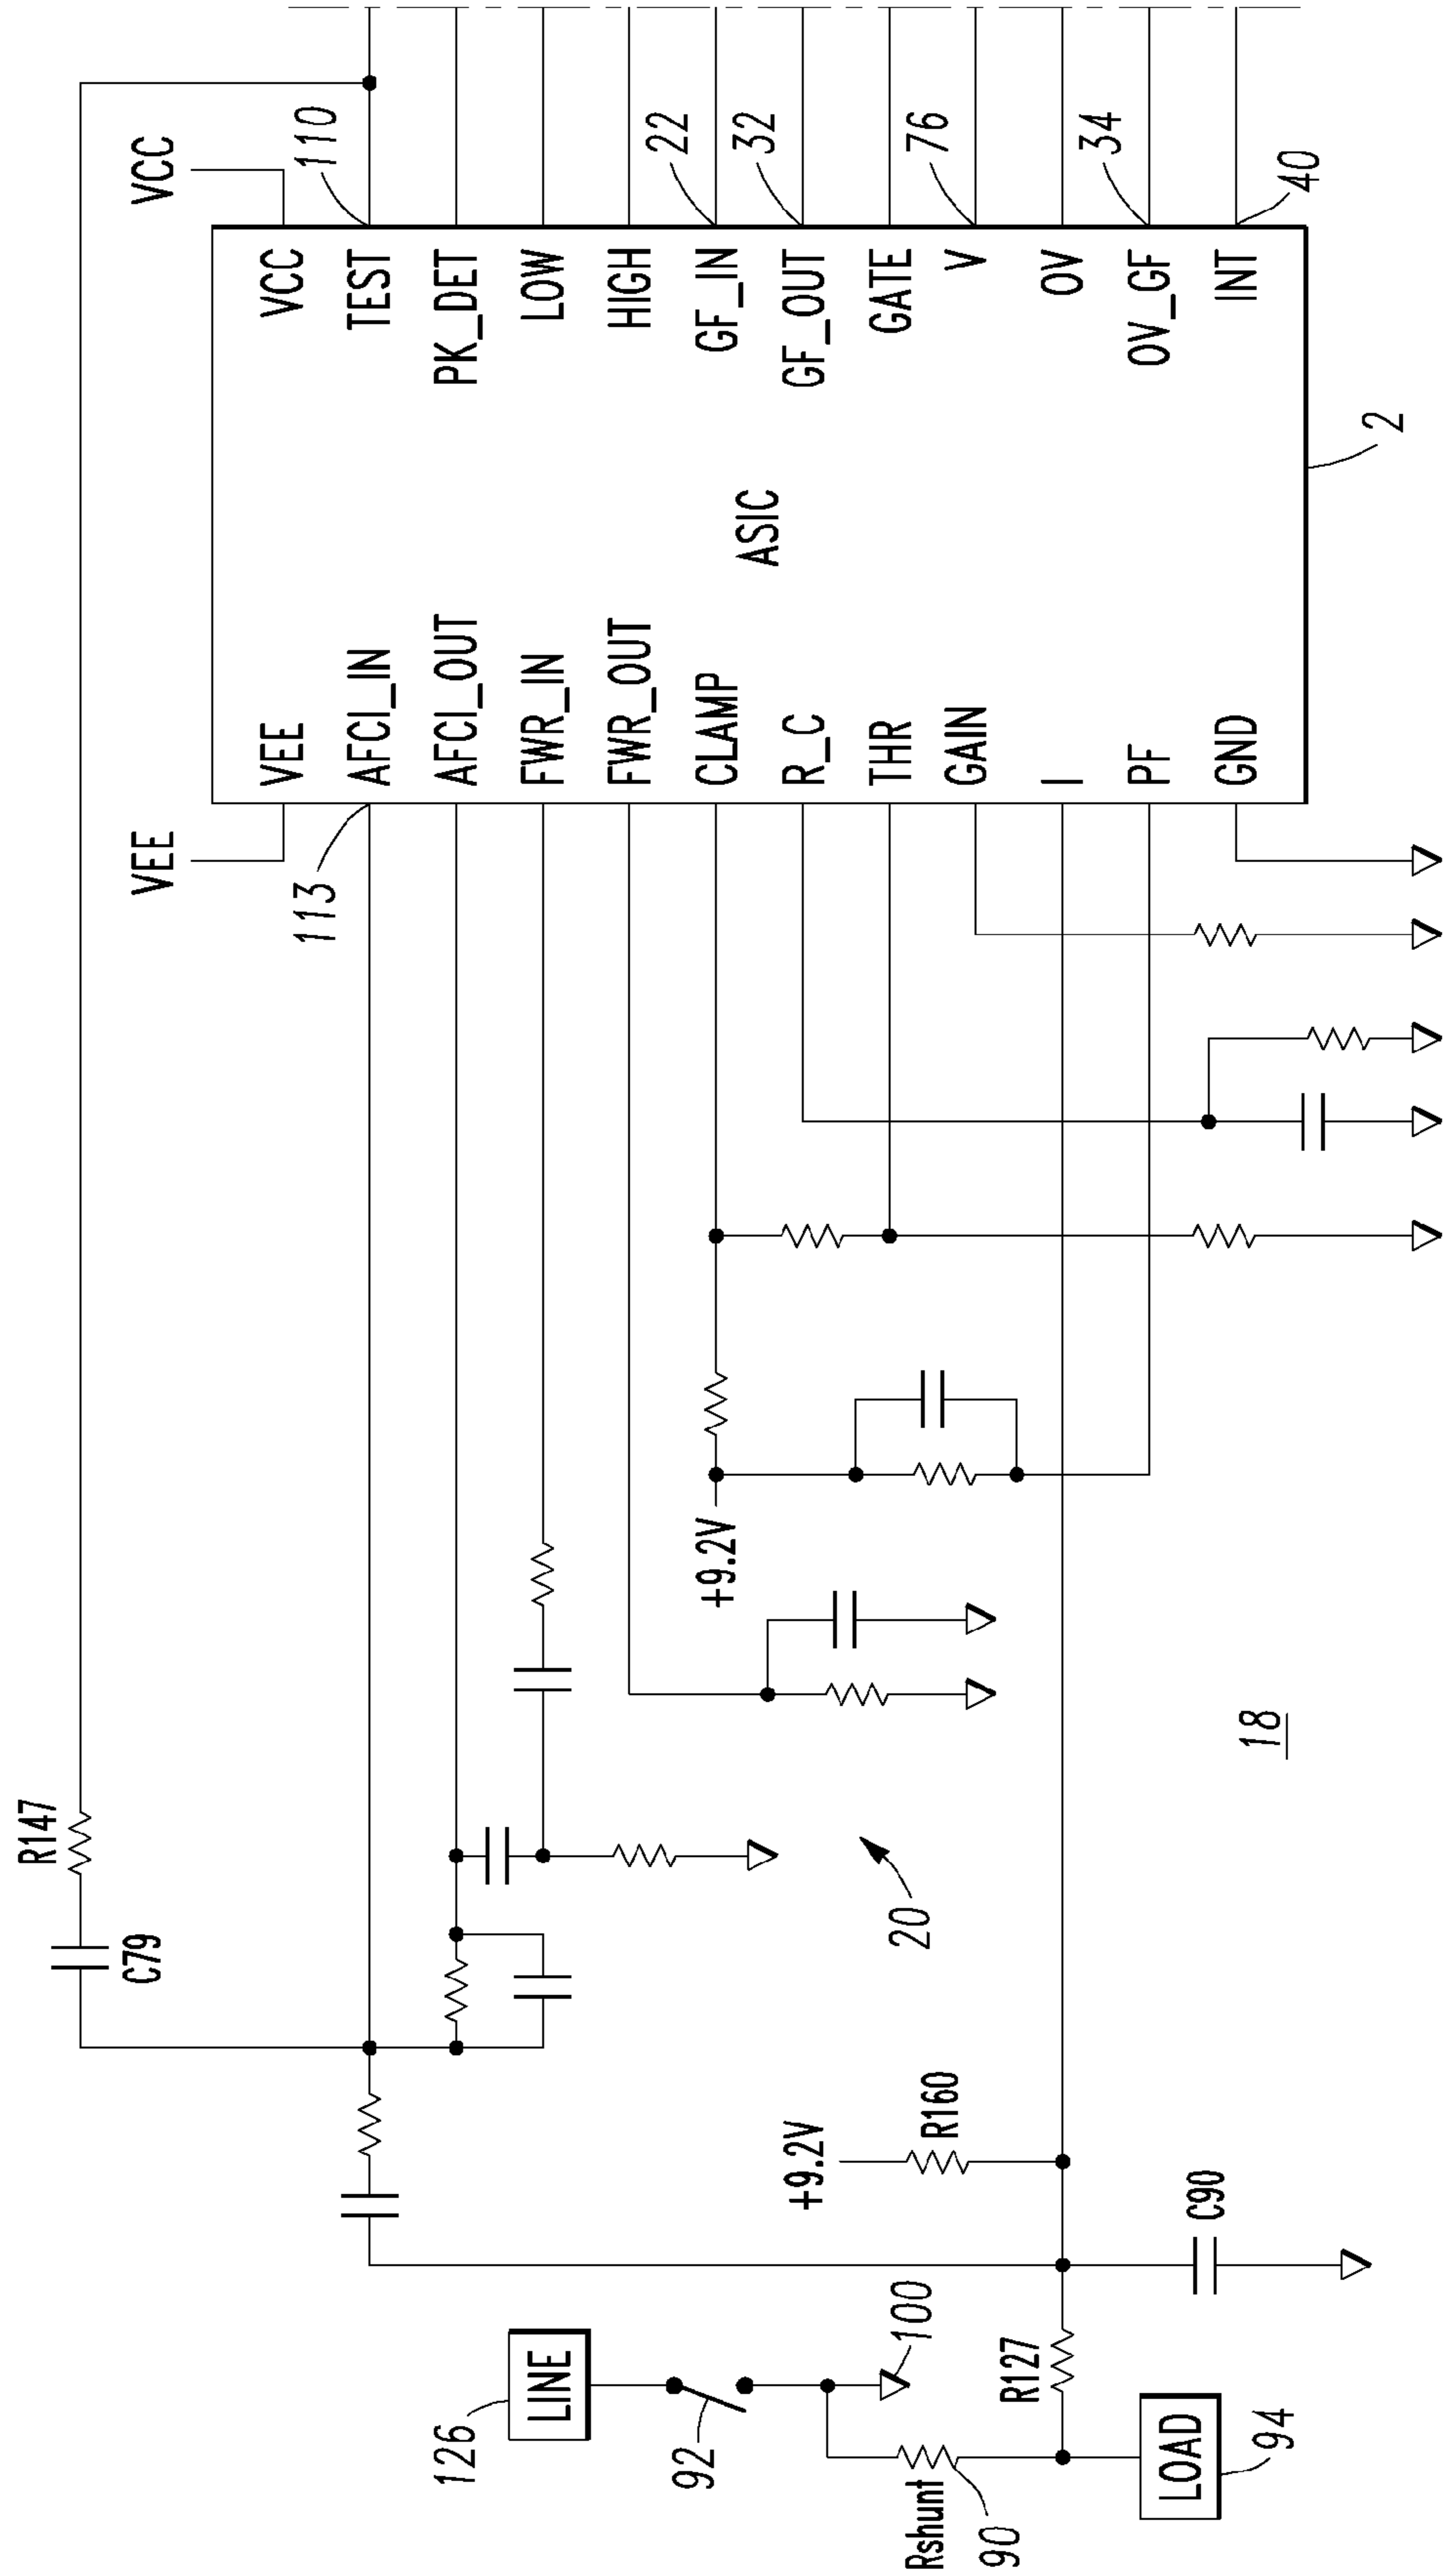 R147
C79
VCC
VEE
110
113
VEE
VCC
AFCI_IN
TEST
AFCI_OUT
PK_DET
FWR_IN
LOW
FWR_OUT
HIGH
CLAMP
GF_IN
22
R_C
GF_OUT
32
THR
GATE
GAIN
V
76
I
OV
PF
OV_GF
34
GND
INT
40
ASIC
2
+9.2V
20
18
+9.2V
R160
C90
126
LINE
92
100
R127
Rshunt
90
LOAD
94